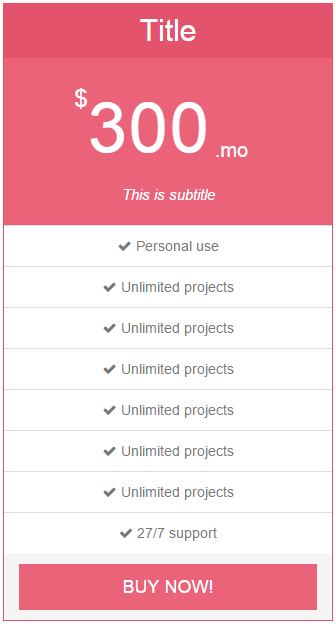 Title
$300 .mo
This is subtitle
Personal use
Unlimited projects
Unlimited projects
Unlimited projects
Unlimited projects
Unlimited projects
Unlimited projects
27/7 support
BUY NOW!